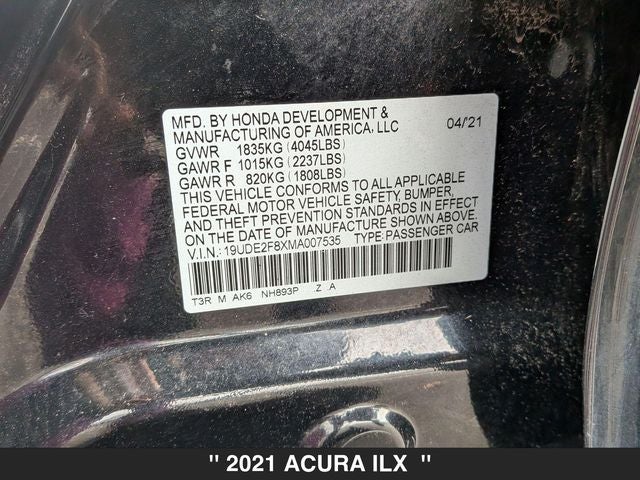 MFD. BY HONDA DEVELOPMENT &
MANUFACTURING OF AMERICA, LLC 04/'21
GVWR 1835KG (4045LBS)
GAWR F 1015KG (2237LBS)
GAWR R 820KG (1808LBS)
THIS VEHICLE CONFORMS TO ALL APPLICABLE
FEDERAL MOTOR VEHICLE SAFETY, BUMPER,
AND THEFT PREVENTION STANDARDS IN EFFECT
ON THE DATE OF MANUFACTURE SHOWN ABOVE.
V.I.N.: 19UDE2F8XMA007535 TYPE:PASSENGER CAR
T3R M AK6 NH893P .Z .A
" 2021 ACURA ILX "